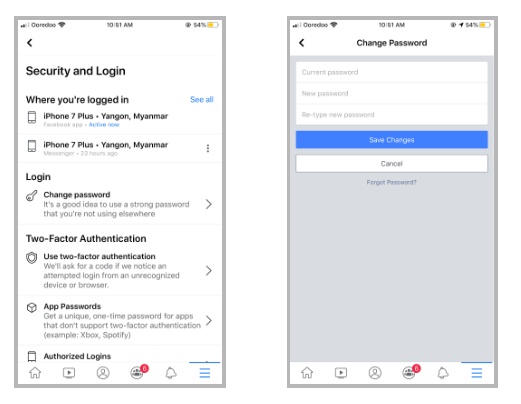 Ooredoo
10:51 AM
54%
Security and Login
Where you're logged in
See all
iPhone 7 Plus • Yangon, Myanmar
Facebook app • Active now
iPhone 7 Plus • Yangon, Myanmar
Messenger • 22 hours ago
Login
Change password
It's a good idea to use a strong password
that you're not using elsewhere
Two-Factor Authentication
Use two-factor authentication
We'll ask for a code if we notice an
attempted login from an unrecognized
device or browser.
App Passwords
Get a unique, one-time password for apps
that don't support two-factor authentication
(example: Xbox, Spotify)
Authorized Logins
6
Ooredoo
10:51 AM
54%
Change Password
Current password
New password
Re-type new password
Save Changes
Cancel
Forgot Password?
6